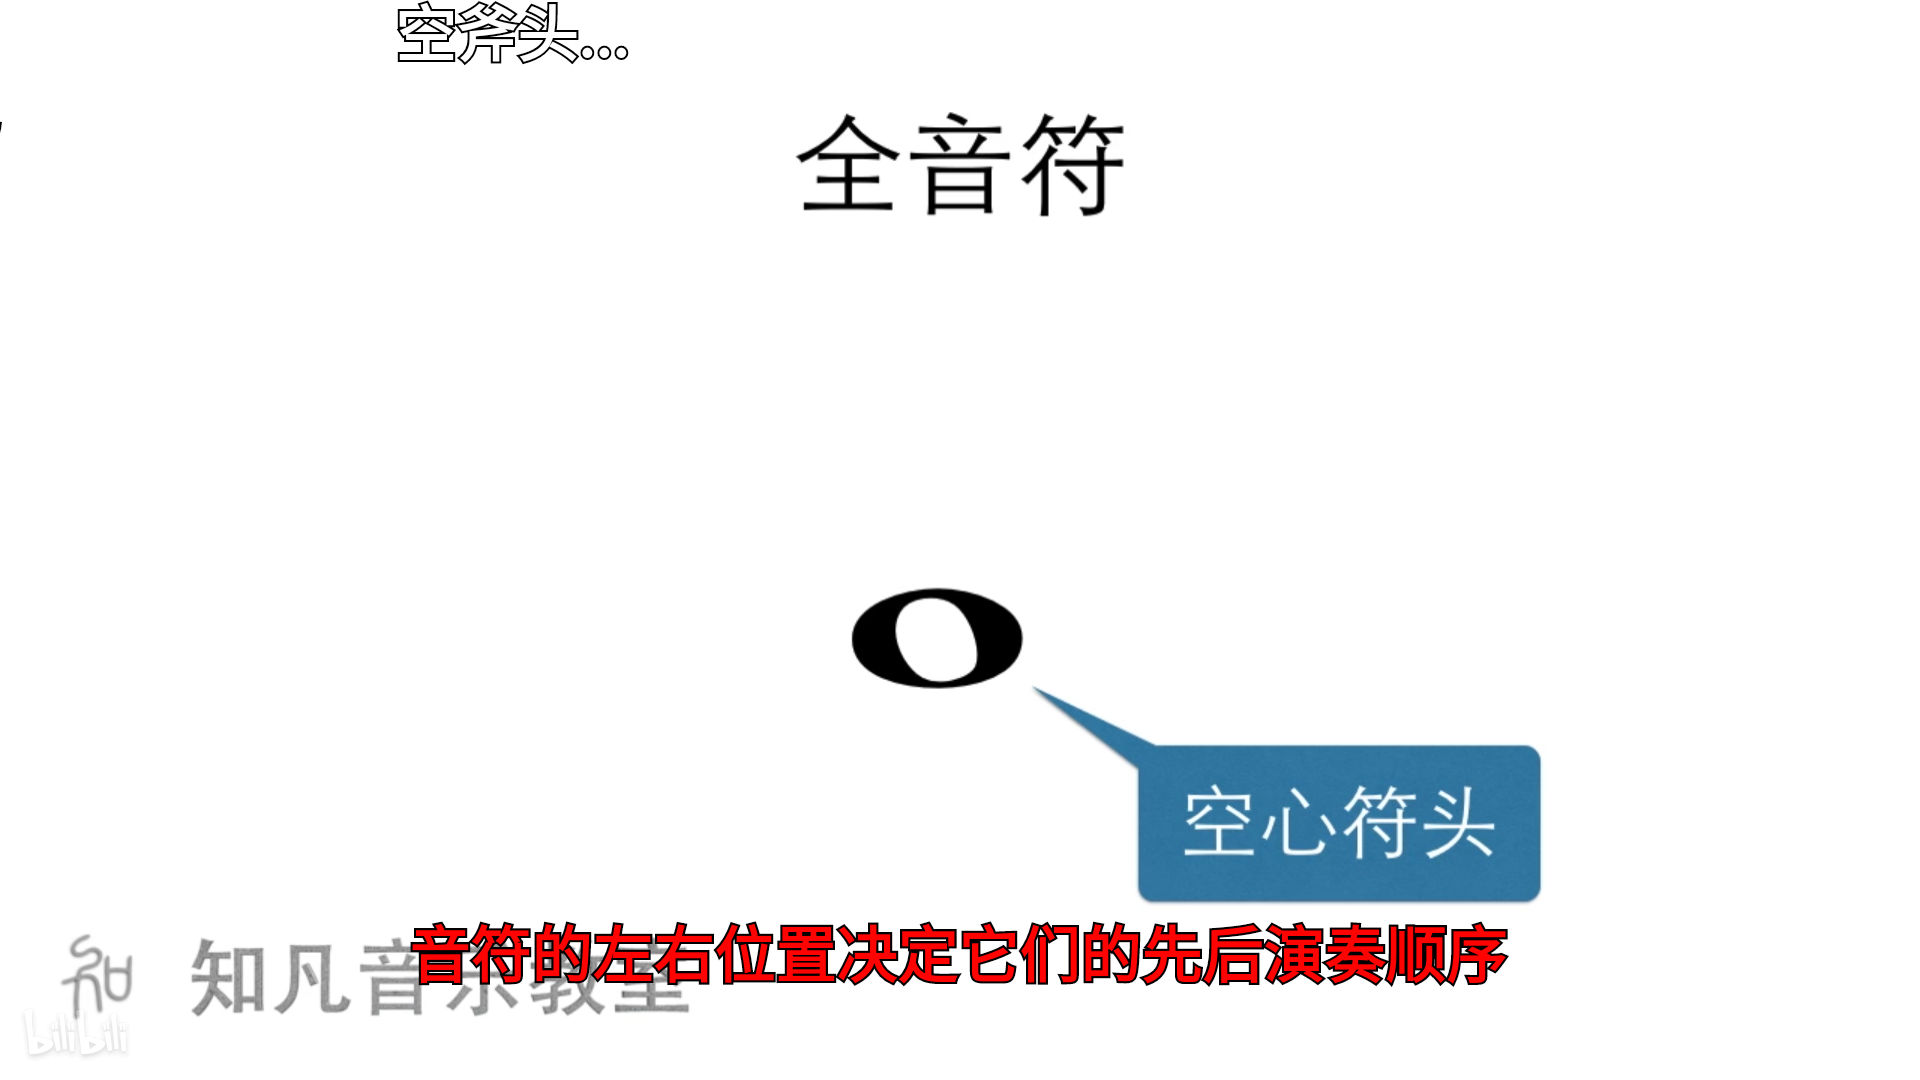 空斧头...
全音符
空心符头
音符的左右位置决定它们的先后演奏顺序
知凡音乐教室
bilibili